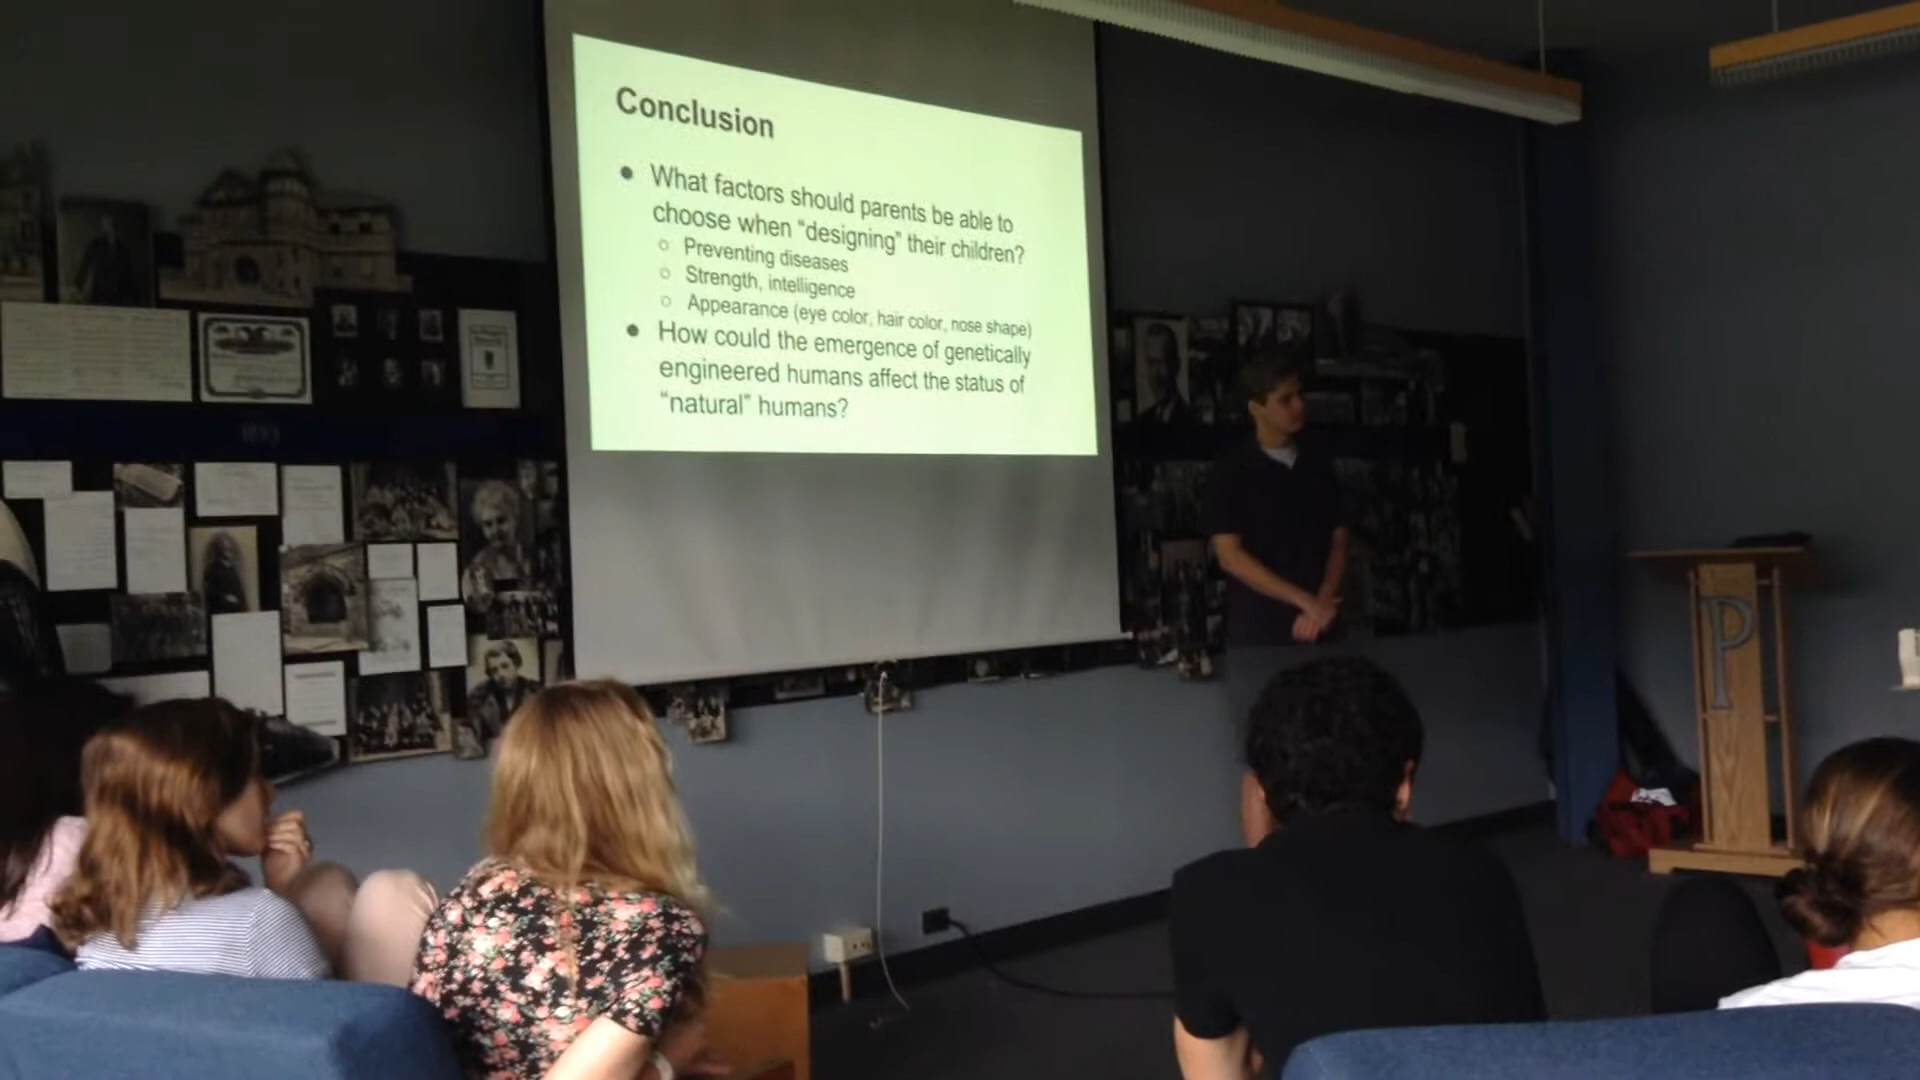 Conclusion
● What factors should parents be able to
choose when “designing” their children?
○ Preventing diseases
○ Strength, intelligence
○ Appearance (eye color, hair color, nose shape)
● How could the emergence of genetically
engineered humans affect the status of
“natural” humans?
P